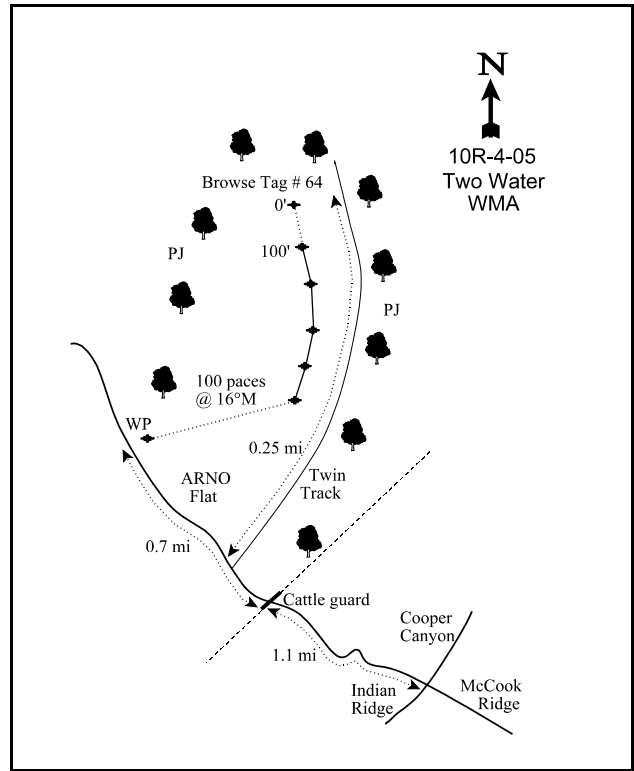 N
10R-4-05
Two Water
WMA
Browse Tag # 64
0'
100'
PJ
PJ
100 paces
@ 16°M
WP
0.25 mi
ARNO
Flat
Twin
Track
0.7 mi
Cattle guard
Cooper
Canyon
1.1 mi
Indian
Ridge
McCook
Ridge